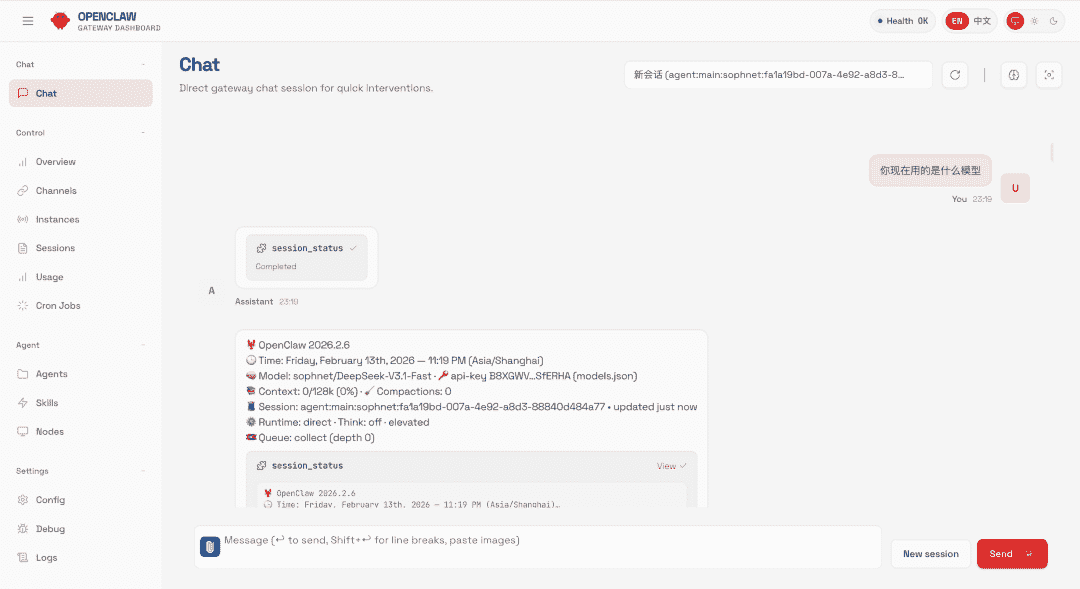 OPENCLAW
GATEWAY DASHBOARD
Health OK
EN 中文
Chat
Chat
Control
Overview
Channels
Instances
Sessions
Usage
Cron Jobs
Agent
Agents
Skills
Nodes
Settings
Config
Debug
Logs
Chat
Direct gateway chat session for quick interventions.
新会话 (agent:main:sophnet:fa1a19bd-007a-4e92-a8d3-8...
你现在用的是什么模型
U
You 23:19
session_status
Completed
A
Assistant 23:19
OpenClaw 2026.2.6
Time: Friday, February 13th, 2026 — 11:19 PM (Asia/Shanghai)
Model: sophnet/DeepSeek-V3.1-Fast · api-key B8XGWV…SfERHA (models.json)
Context: 0/128k (0%) · Compactions: 0
Session: agent:main:sophnet:fa1a19bd-007a-4e92-a8d3-88840d484a77 • updated just now
Runtime: direct · Think: off · elevated
Queue: collect (depth 0)
session_status View
OpenClaw 2026.2.6
Time: Friday, February 13th, 2026 — 11:19 PM (Asia/Shanghai)…
Message (↩ to send, Shift+↩ for line breaks, paste images)
New session
Send ↵